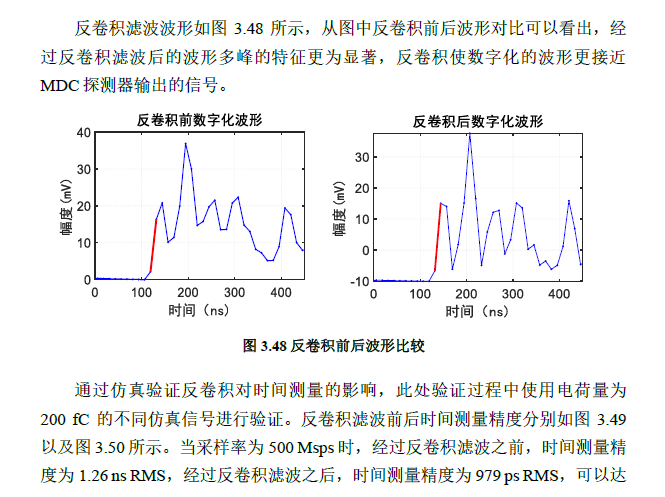 反卷积滤波波形如图 3.48 所示，从图中反卷积前后波形对比可以看出，经
过反卷积滤波后的波形多峰的特征更为显著，反卷积使数字化的波形更接近
MDC 探测器输出的信号。
反卷积前数字化波形
40
30
20
10
0
0 100 200 300 400
幅度(mV)
时间（ns）
反卷积后数字化波形
30
20
10
0
-10
0 100 200 300 400
幅度(mV)
时间（ns）
图 3.48 反卷积前后波形比较
通过仿真验证反卷积对时间测量的影响，此处验证过程中使用电荷量为
200 fC 的不同仿真信号进行验证。反卷积滤波前后时间测量精度分别如图 3.49
以及图 3.50 所示。当采样率为 500 Msps 时，经过反卷积滤波之前，时间测量精
度为 1.26 ns RMS，经过反卷积滤波之后，时间测量精度为 979 ps RMS，可以达